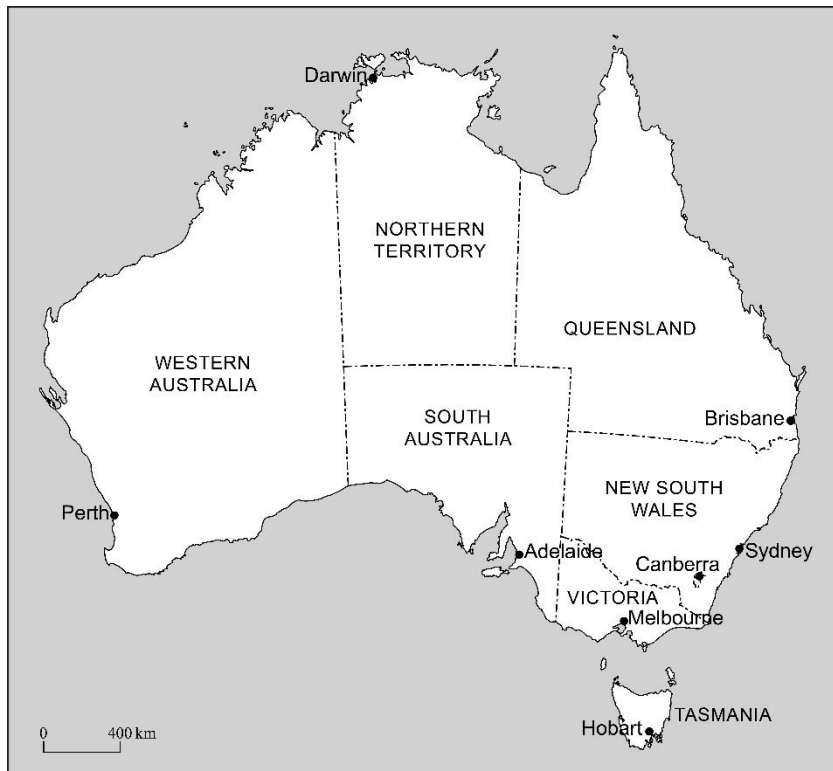 Darwin
NORTHERN
TERRITORY
QUEENSLAND
WESTERN
AUSTRALIA
SOUTH
AUSTRALIA
Brisbane
NEW SOUTH
WALES
Perth
Adelaide
Sydney
Canberra
VICTORIA
Melbourne
TASMANIA
Hobart
0 400 km